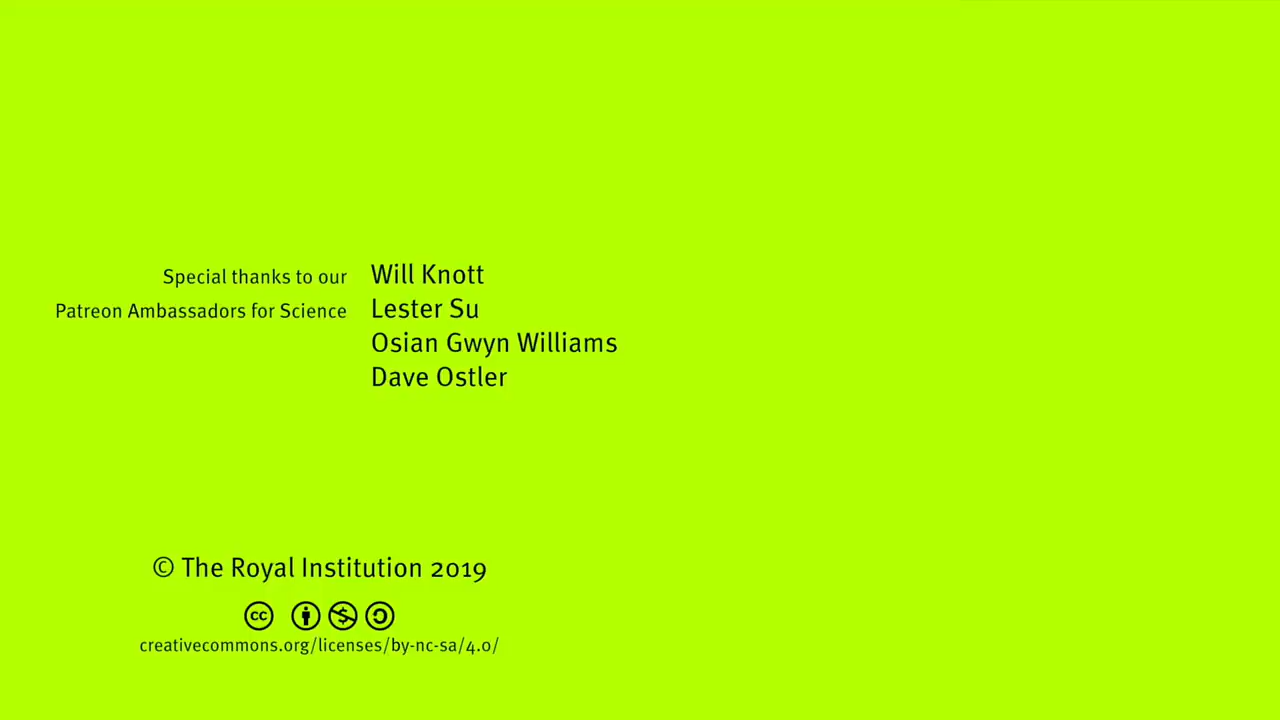 Special thanks to our Will Knott
Patreon Ambassadors for Science Lester Su
Osian Gwyn Williams
Dave Ostler
© The Royal Institution 2019
cc
creativecommons.org/licenses/by-nc-sa/4.0/